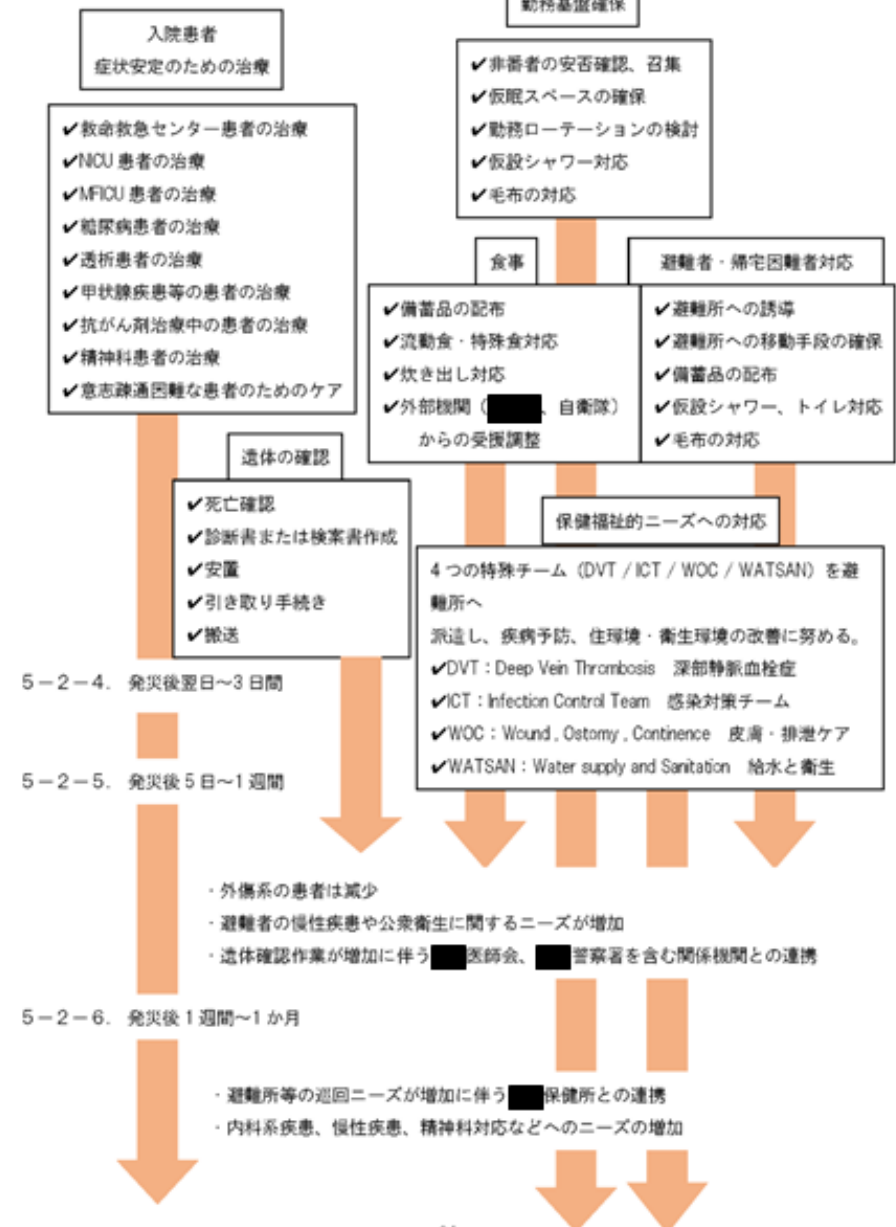 勤務基盤確保
入院患者
症状安定のための治療
✔非番者の安否確認、召集
✔仮眠スペースの確保
✔勤務ローテーションの検討
✔仮設シャワー対応
✔毛布の対応
✔救命救急センター患者の治療
✔NICU 患者の治療
✔MFICU 患者の治療
✔糖尿病患者の治療
✔透析患者の治療
✔甲状腺疾患等の患者の治療
✔抗がん剤治療中の患者の治療
✔精神科患者の治療
✔意志疎通困難な患者のためのケア
食事
✔備蓄品の配布
✔流動食・特殊食対応
✔炊き出し対応
✔外部機関（、自衛隊）
からの受援調整
避難者・帰宅困難者対応
✔避難所への誘導
✔避難所への移動手段の確保
✔備蓄品の配布
✔仮設シャワー、トイレ対応
✔毛布の対応
遺体の確認
✔死亡確認
✔診断書または検案書作成
✔安置
✔引き取り手続き
✔搬送
保健福祉的ニーズへの対応
4 つの特殊チーム（DVT / ICT / WOC / WATSAN）を避
難所へ
派遣し、疾病予防、住環境・衛生環境の改善に努める。
✔DVT：Deep Vein Thrombosis　深部静脈血栓症
✔ICT：Infection Control Team　感染対策チーム
✔WOC：Wound , Ostomy , Continence　皮膚・排泄ケア
✔WATSAN：Water supply and Sanitation　給水と衛生
5－2－4．発災後翌日～3 日間
5－2－5．発災後 5 日～1 週間
・外傷系の患者は減少
・避難者の慢性疾患や公衆衛生に関するニーズが増加
・遺体確認作業が増加に伴う医師会、警察署を含む関係機関との連携
5－2－6．発災後 1 週間～1 か月
・避難所等の巡回ニーズが増加に伴う保健所との連携
・内科系疾患、慢性疾患、精神科対応などへのニーズの増加